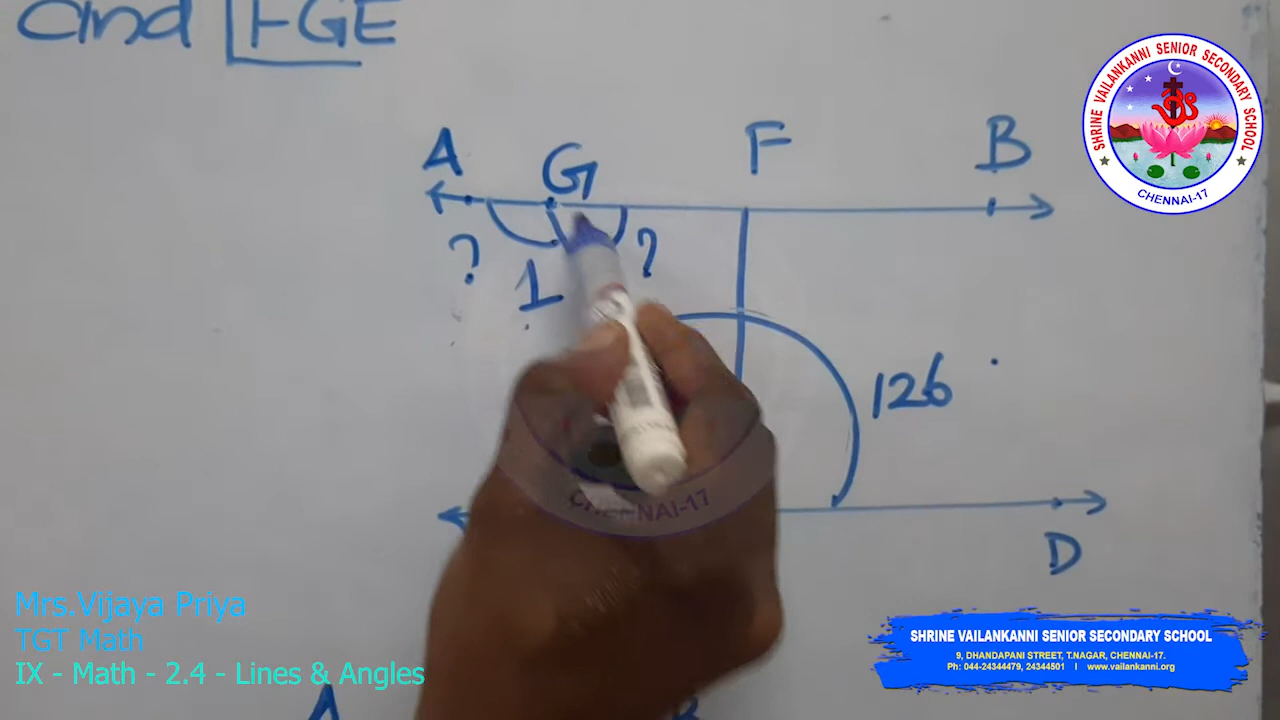 and FGE
A
G
F
B
?
?
1
126
D
A
B
SHRINE VAILANKANNI SENIOR SECONDARY SCHOOL
CHENNAI-17
CHENNAI-17
Mrs.Vijaya Priya
TGT Math
IX - Math - 2.4 - Lines & Angles
SHRINE VAILANKANNI SENIOR SECONDARY SCHOOL
9, DHANDAPANI STREET, T.NAGAR, CHENNAI-17.
Ph: 044-24344479, 24344501 I www.vailankanni.org